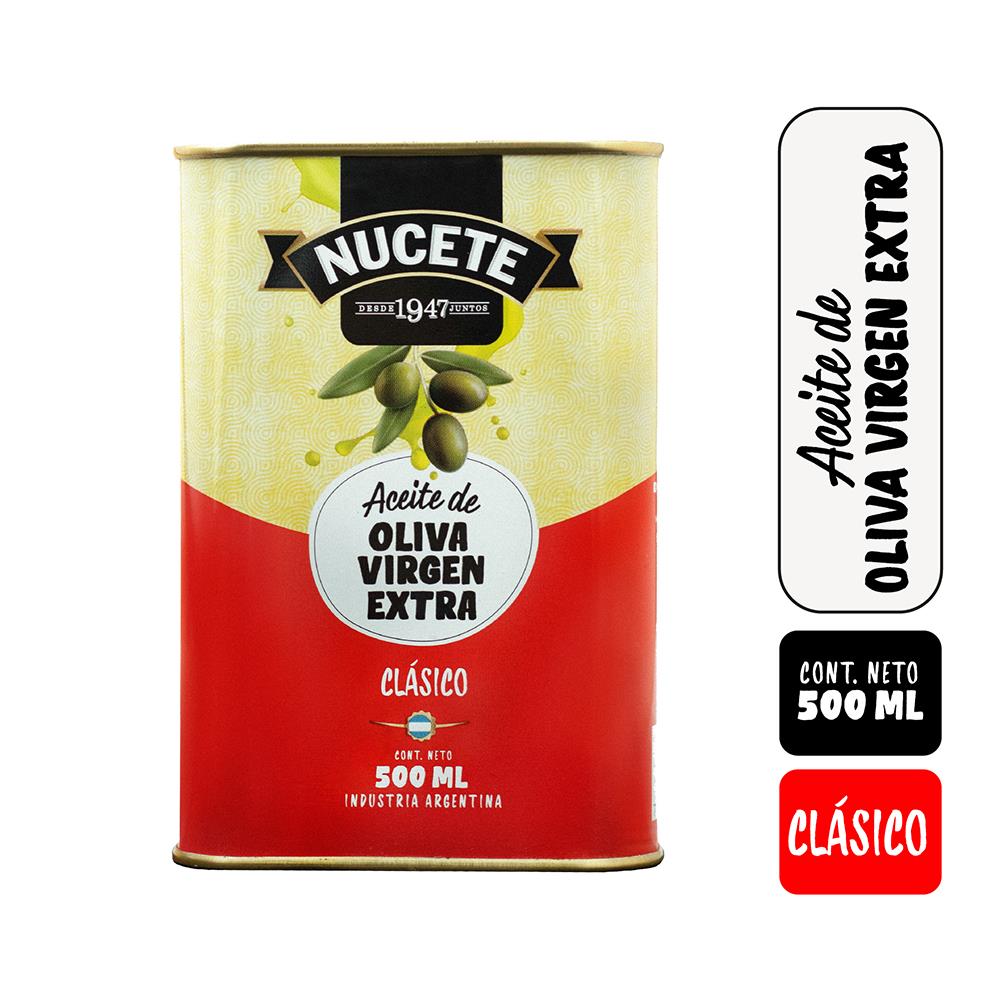 NUCETE
DESDE 1947 JUNTOS
Aceite de
OLIVA
VIRGEN
EXTRA
CLÁSICO
CONT. NETO
500 ML
INDUSTRIA ARGENTINA
Aceite de
OLIVA VIRGEN EXTRA
CONT. NETO
500 ML
CLÁSICO